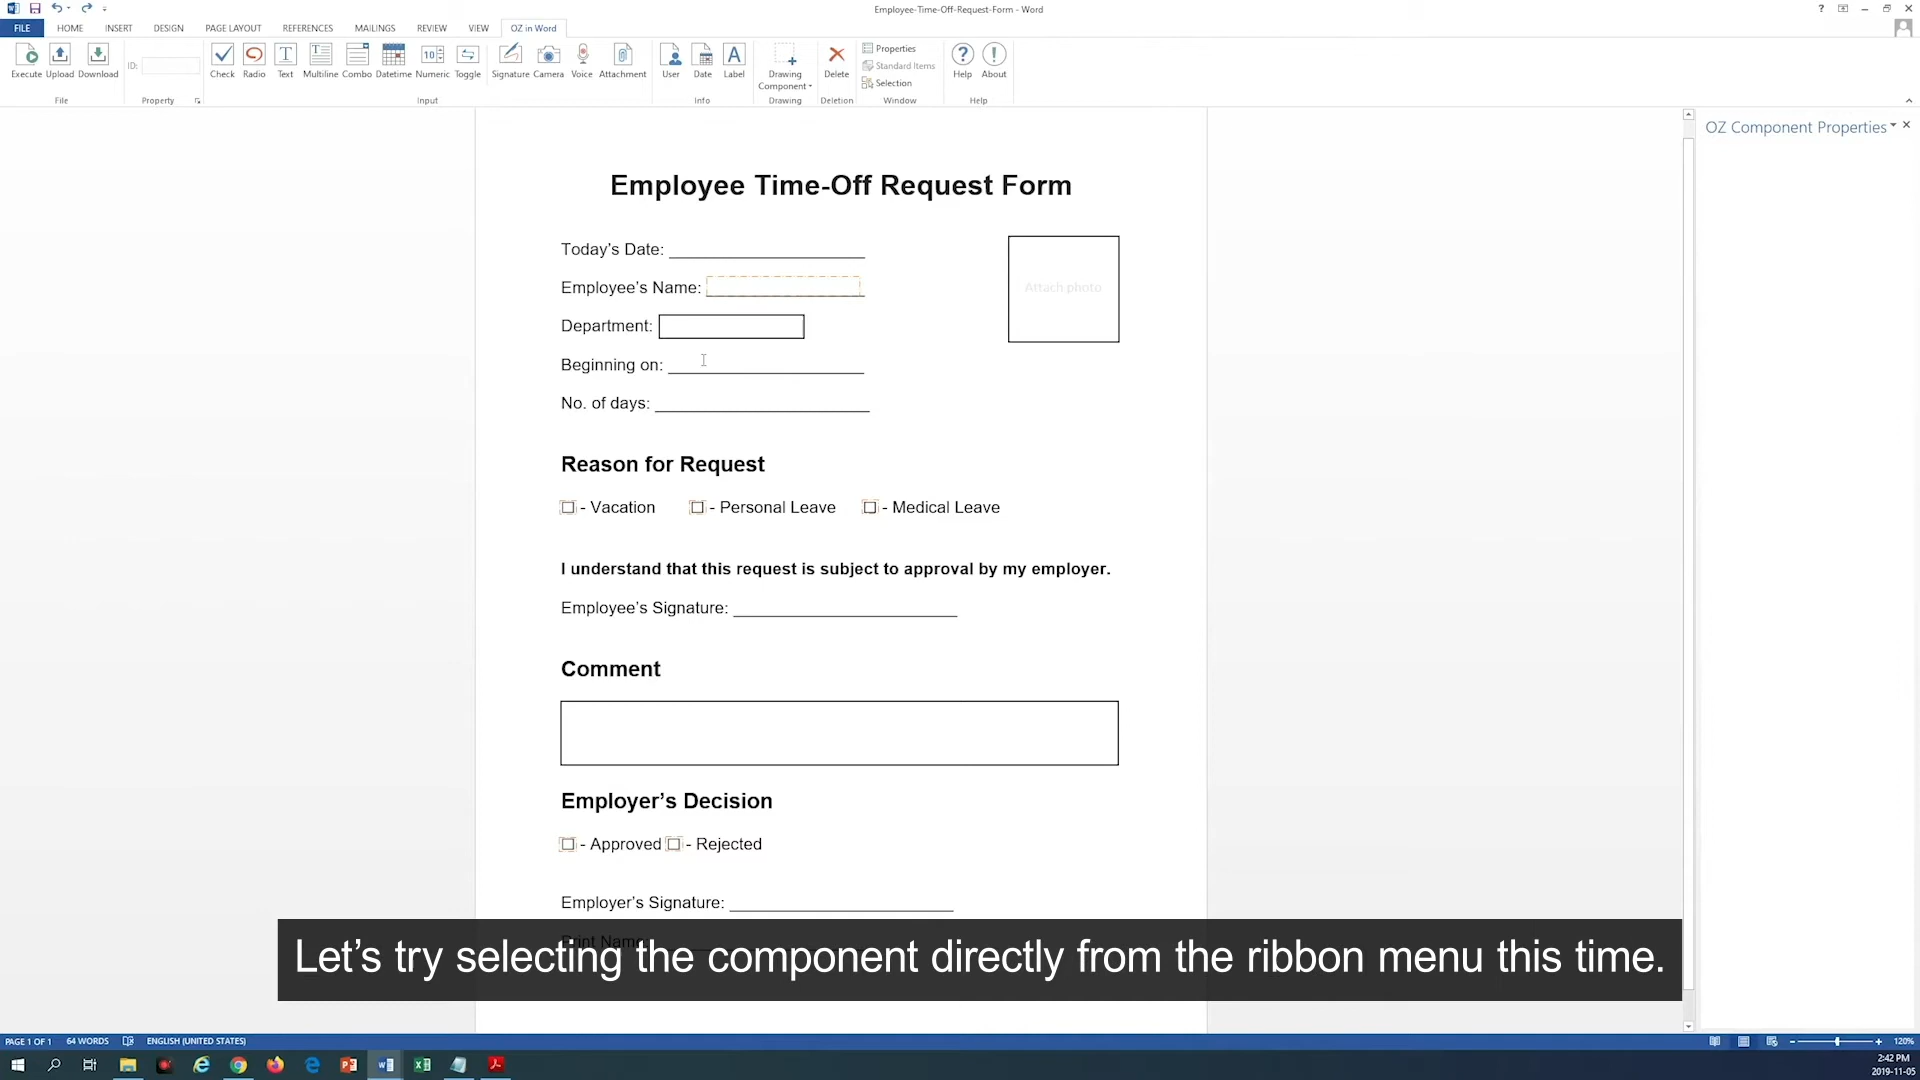 Employee-Time-Off-Request-Form - Word
FILE HOME INSERT DESIGN PAGE LAYOUT REFERENCES MAILINGS REVIEW VIEW OZ in Word
Execute Upload Download
File
ID:
Property
Check Radio Text Multiline Combo Datetime Numeric Toggle Signature Camera Voice Attachment
Input
User Date Label
Info
Drawing
Component
Drawing
Delete
Deletion
Properties
Standard Items
Selection
Window
Help About
Help
OZ Component Properties
Employee Time-Off Request Form
Today's Date:
Employee’s Name:
Department:
Beginning on:
No. of days:
Attach photo
Reason for Request
- Vacation - Personal Leave - Medical Leave
I understand that this request is subject to approval by my employer.
Employee’s Signature:
Comment
Employer’s Decision
- Approved - Rejected
Employer’s Signature:
Print Name:
Let’s try selecting the component directly from the ribbon menu this time.
PAGE 1 OF 1 64 WORDS ENGLISH (UNITED STATES) 120%
2:42 PM
2019-11-05